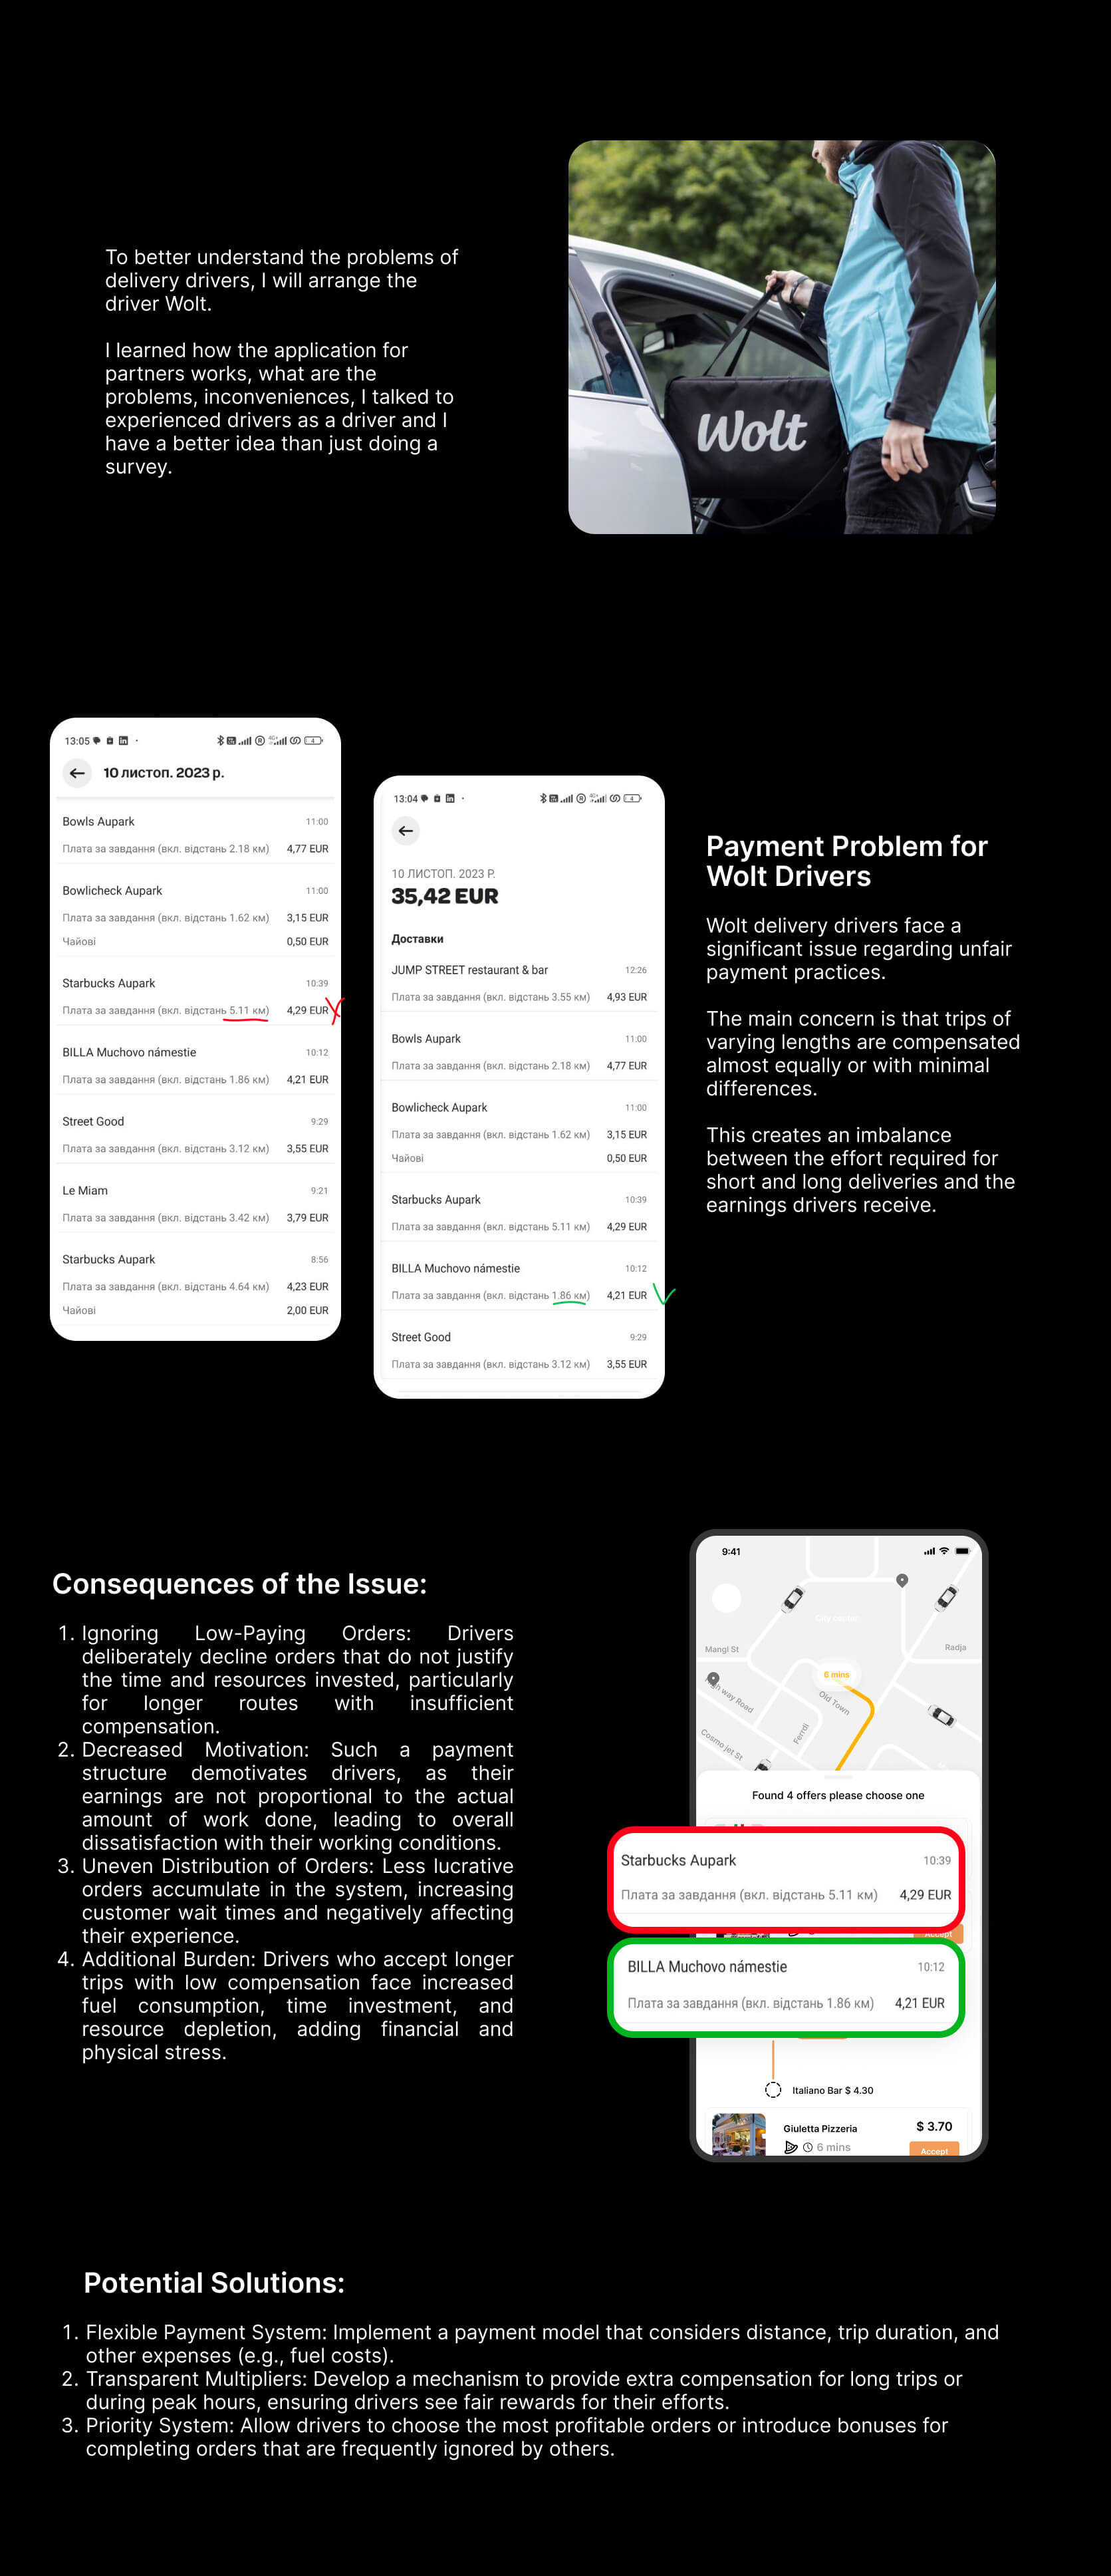 To better understand the problems of
delivery drivers, I will arrange the
driver Wolt.
I learned how the application for
partners works, what are the
problems, inconveniences, I talked to
experienced drivers as a driver and I
have a better idea than just doing a
survey.
Wolt
13:05
10 листоп. 2023 р.
Bowls Aupark 11:00
Плата за завдання (вкл. відстань 2.18 км) 4,77 EUR
Bowlicheck Aupark 11:00
Плата за завдання (вкл. відстань 1.62 км) 3,15 EUR
Чайові 0,50 EUR
Starbucks Aupark 10:39
Плата за завдання (вкл. відстань 5.11 км) 4,29 EUR
BILLA Muchovo námestie 10:12
Плата за завдання (вкл. відстань 1.86 км) 4,21 EUR
Street Good 9:29
Плата за завдання (вкл. відстань 3.12 км) 3,55 EUR
Le Miam 9:21
Плата за завдання (вкл. відстань 3.42 км) 3,79 EUR
Starbucks Aupark 8:56
Плата за завдання (вкл. відстань 4.64 км) 4,23 EUR
Чайові 2,00 EUR
13:04
10 ЛИСТОП. 2023 Р.
35,42 EUR
Доставки
JUMP STREET restaurant & bar 12:26
Плата за завдання (вкл. відстань 3.55 км) 4,93 EUR
Bowls Aupark 11:00
Плата за завдання (вкл. відстань 2.18 км) 4,77 EUR
Bowlicheck Aupark 11:00
Плата за завдання (вкл. відстань 1.62 км) 3,15 EUR
Чайові 0,50 EUR
Starbucks Aupark 10:39
Плата за завдання (вкл. відстань 5.11 км) 4,29 EUR
BILLA Muchovo námestie 10:12
Плата за завдання (вкл. відстань 1.86 км) 4,21 EUR
Street Good 9:29
Плата за завдання (вкл. відстань 3.12 км) 3,55 EUR
Payment Problem for
Wolt Drivers
Wolt delivery drivers face a
significant issue regarding unfair
payment practices.
The main concern is that trips of
varying lengths are compensated
almost equally or with minimal
differences.
This creates an imbalance
between the effort required for
short and long deliveries and the
earnings drivers receive.
Consequences of the Issue:
1. Ignoring Low-Paying Orders: Drivers
deliberately decline orders that do not justify
the time and resources invested, particularly
for longer routes with insufficient
compensation.
2. Decreased Motivation: Such a payment
structure demotivates drivers, as their
earnings are not proportional to the actual
amount of work done, leading to overall
dissatisfaction with their working conditions.
3. Uneven Distribution of Orders: Less lucrative
orders accumulate in the system, increasing
customer wait times and negatively affecting
their experience.
4. Additional Burden: Drivers who accept longer
trips with low compensation face increased
fuel consumption, time investment, and
resource depletion, adding financial and
physical stress.
9:41
Mangl St
Radja
6 mins
way Road
Old Town
Ferrdi
Cosmo jet St
Found 4 offers please choose one
Starbucks Aupark 10:39
Плата за завдання (вкл. відстань 5.11 км) 4,29 EUR
Accept
BILLA Muchovo námestie 10:12
Плата за завдання (вкл. відстань 1.86 км) 4,21 EUR
Italiano Bar $ 4.30
Giuletta Pizzeria $ 3.70
6 mins Accept
Potential Solutions:
1. Flexible Payment System: Implement a payment model that considers distance, trip duration, and
other expenses (e.g., fuel costs).
2. Transparent Multipliers: Develop a mechanism to provide extra compensation for long trips or
during peak hours, ensuring drivers see fair rewards for their efforts.
3. Priority System: Allow drivers to choose the most profitable orders or introduce bonuses for
completing orders that are frequently ignored by others.